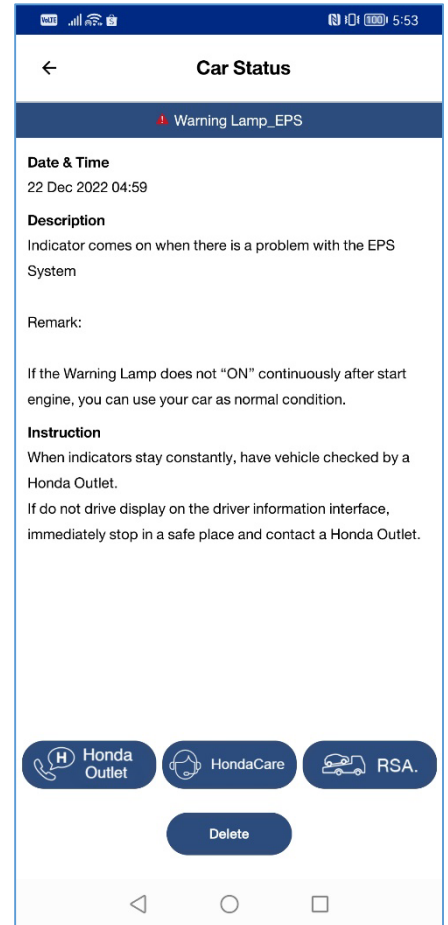 VoLTE 100 5:53
Car Status
Warning Lamp_EPS
Date & Time
22 Dec 2022 04:59
Description
Indicator comes on when there is a problem with the EPS
System
Remark:
If the Warning Lamp does not “ON” continuously after start
engine, you can use your car as normal condition.
Instruction
When indicators stay constantly, have vehicle checked by a
Honda Outlet.
If do not drive display on the driver information interface,
immediately stop in a safe place and contact a Honda Outlet.
H Honda
Outlet
HondaCare
RSA.
Delete